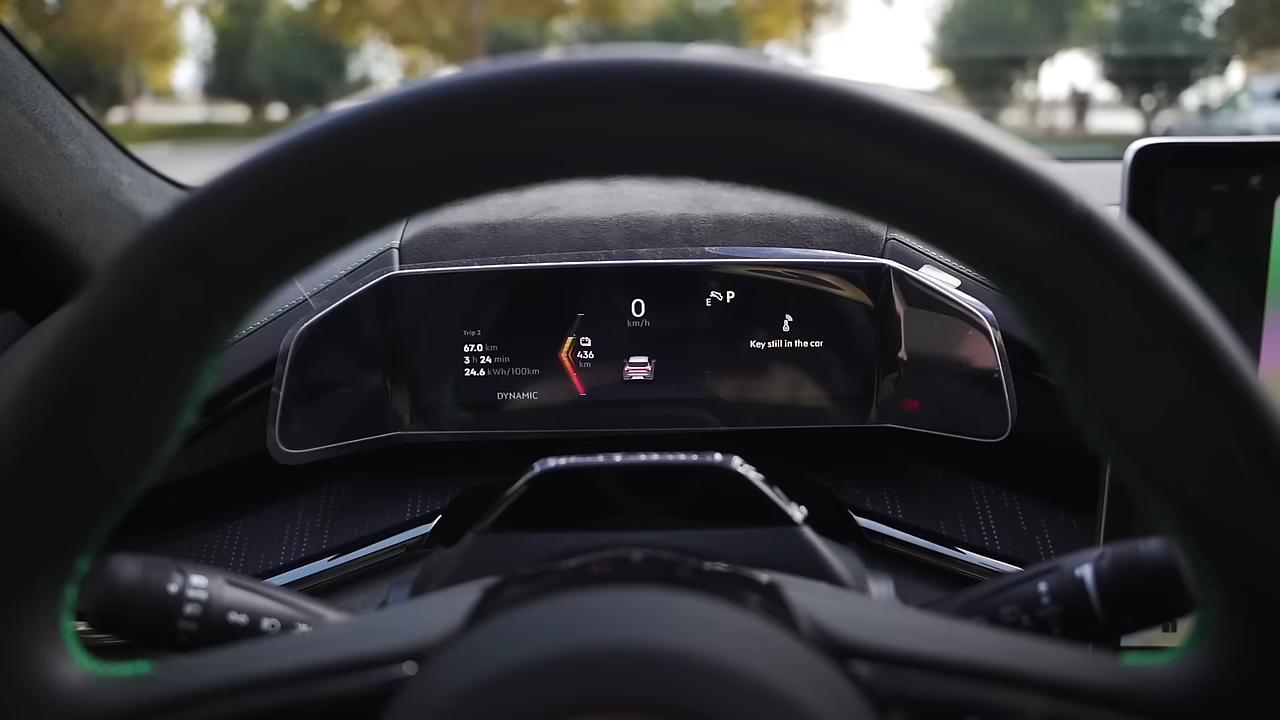 Trip 2
67.0 km
3 h 24 min
24.6 kWh/100km
DYNAMIC
436
km
0
km/h
E P
Key still in the car